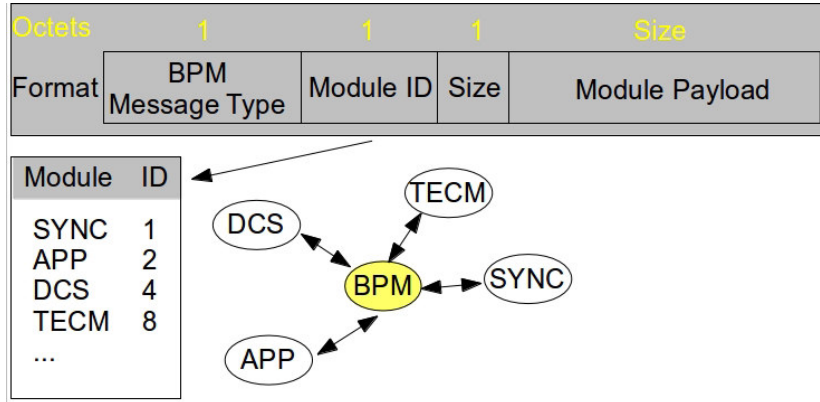 Octets 1 1 1 Size
Format BPM Message Type Module ID Size Module Payload
Module ID
SYNC 1
APP 2
DCS 4
TECM 8
...
TECM
DCS
BPM
SYNC
APP